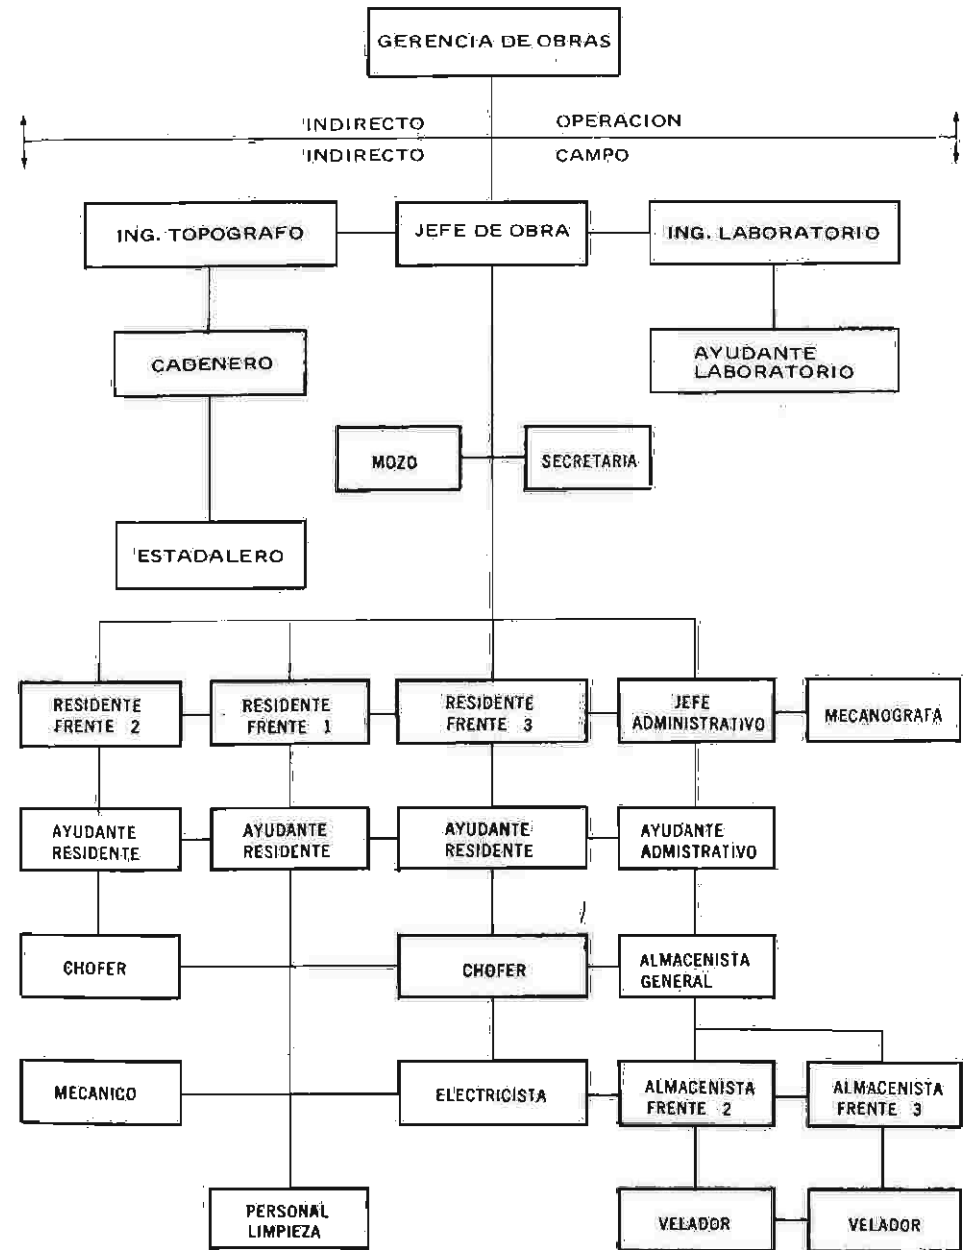 GERENCIA DE OBRAS
INDIRECTO OPERACION
INDIRECTO CAMPO
ING. TOPOGRAFO
JEFE DE OBRA
ING. LABORATORIO
CADENERO
AYUDANTE
LABORATORIO
MOZO
SECRETARIA
ESTADALERO
RESIDENTE
FRENTE 2
RESIDENTE
FRENTE 1
RESIDENTE
FRENTE 3
JEFE
ADMINISTRATIVO
MECANOGRAFA
AYUDANTE
RESIDENTE
AYUDANTE
RESIDENTE
AYUDANTE
RESIDENTE
AYUDANTE
ADMISTRATIVO
CHOFER
CHOFER
ALMACENISTA
GENERAL
MECANICO
ELECTRICISTA
ALMACENISTA
FRENTE 2
ALMACENISTA
FRENTE 3
PERSONAL
LIMPIEZA
VELADOR
VELADOR